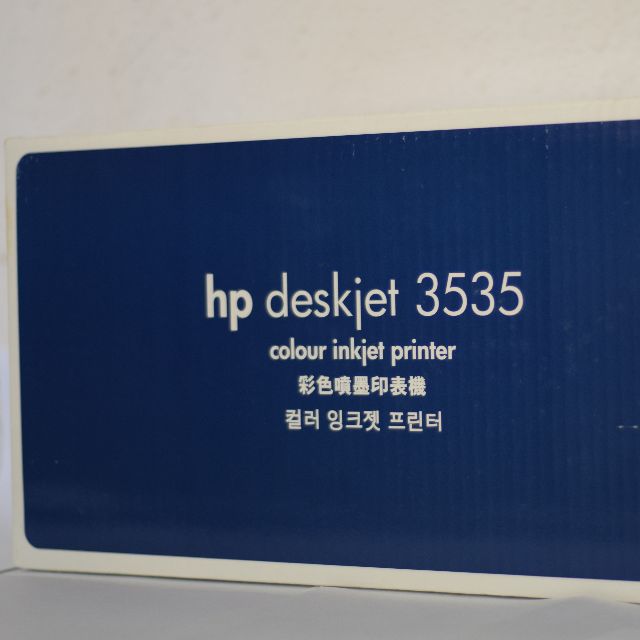 hp deskjet 3535
colour inkjet printer
彩色噴墨印表機
컬러 잉크젯 프린터